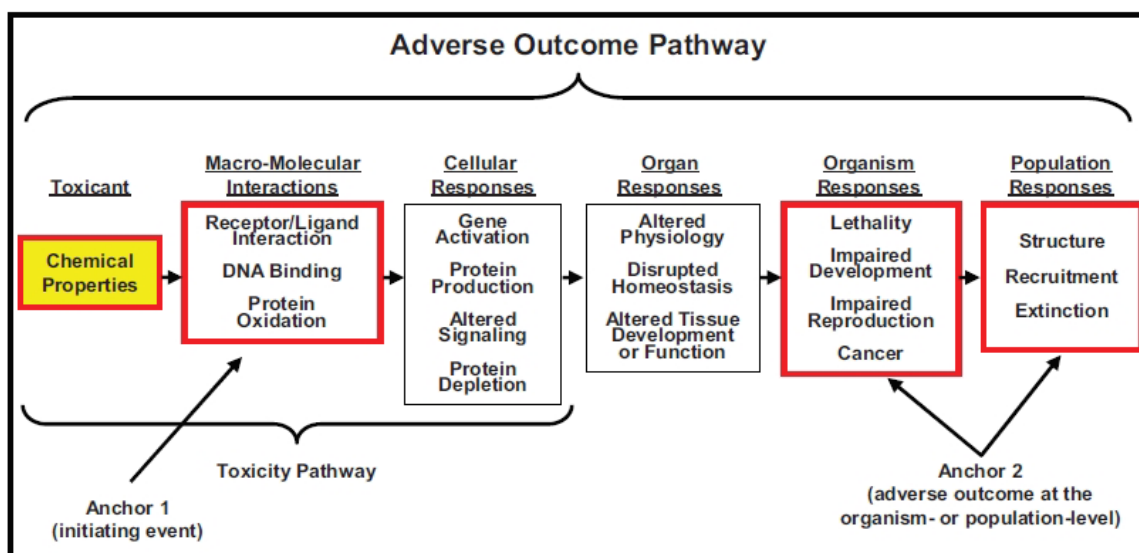 Adverse Outcome Pathway
Toxicant
Chemical
Properties
Macro-Molecular
Interactions
Receptor/Ligand
Interaction
DNA Binding
Protein
Oxidation
Cellular
Responses
Gene
Activation
Protein
Production
Altered
Signaling
Protein
Depletion
Organ
Responses
Altered
Physiology
Disrupted
Homeostasis
Altered Tissue
Development
or Function
Organism
Responses
Lethality
Impaired
Development
Impaired
Reproduction
Cancer
Population
Responses
Structure
Recruitment
Extinction
Toxicity Pathway
Anchor 1
(initiating event)
Anchor 2
(adverse outcome at the
organism- or population-level)